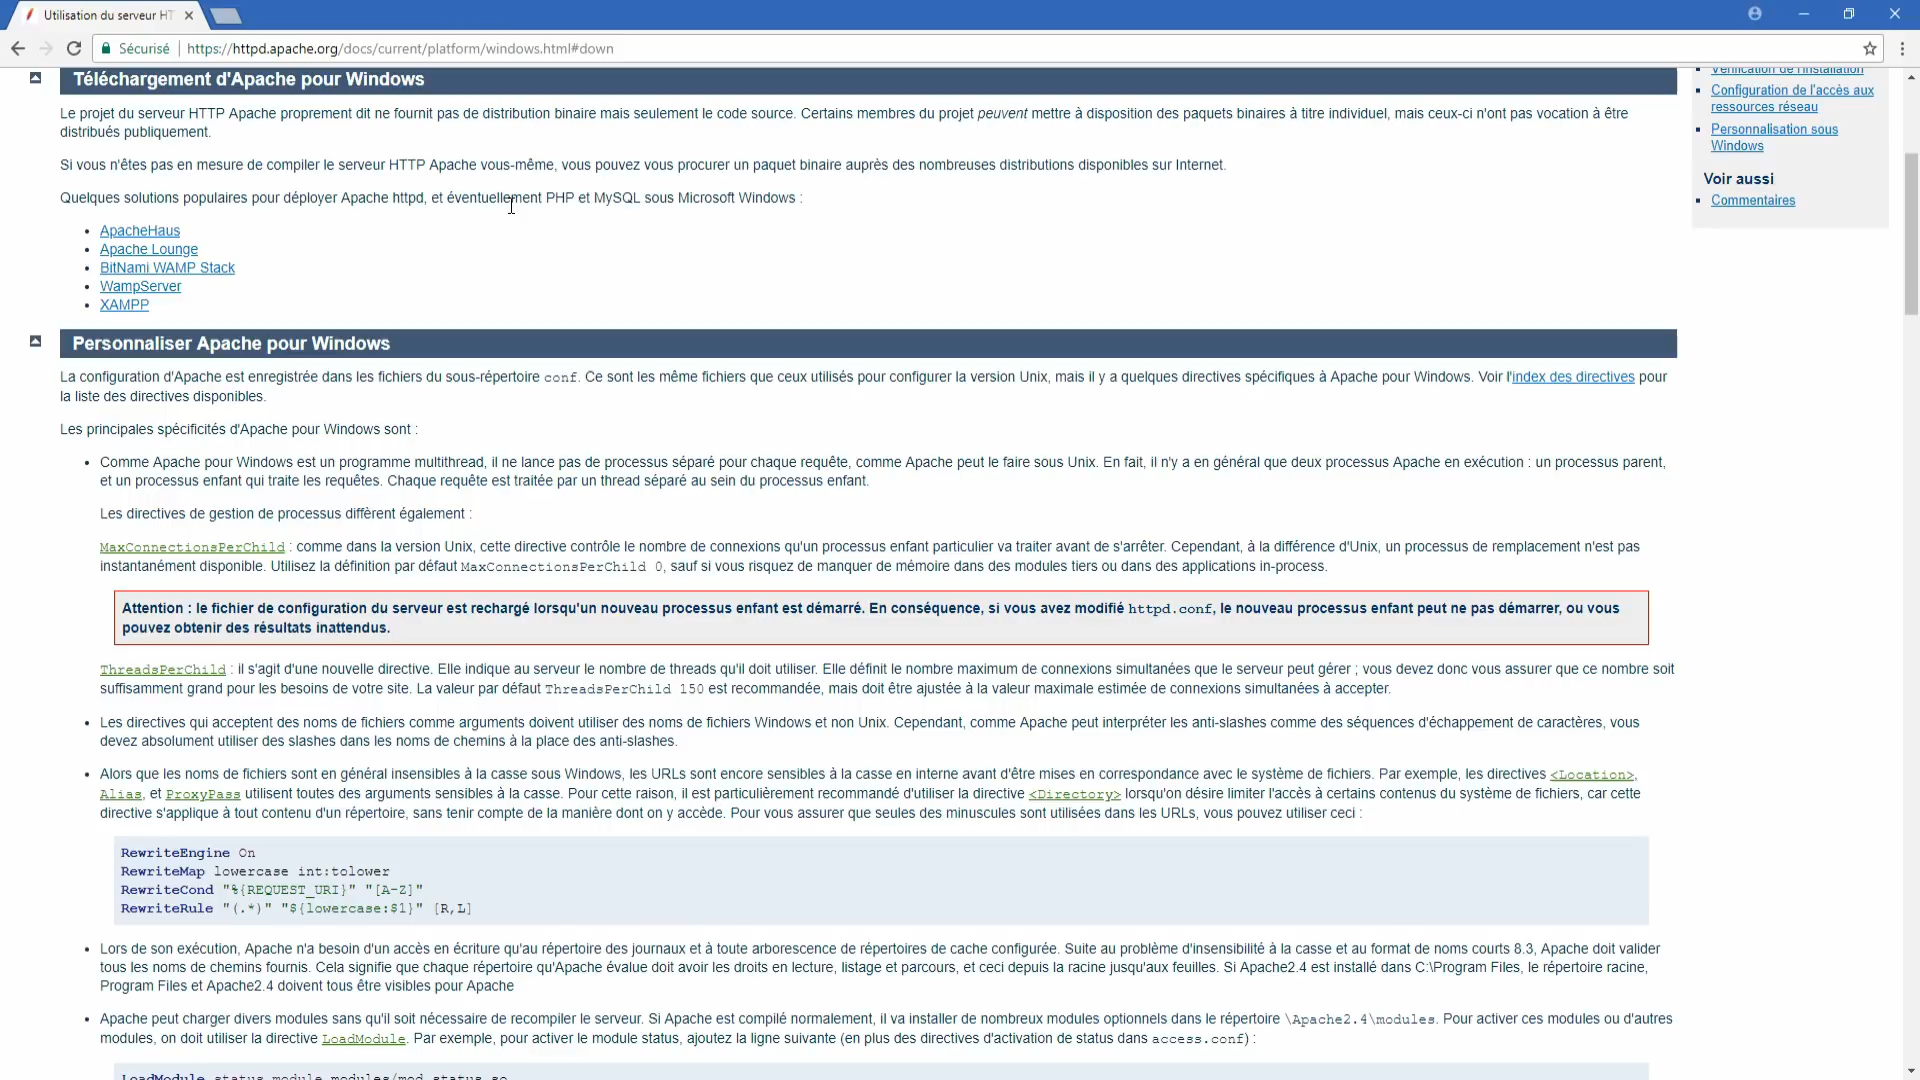 Utilisation du serveur HT
Sécurisé
https://httpd.apache.org/docs/current/platform/windows.html#down
Téléchargement d'Apache pour Windows
Le projet du serveur HTTP Apache proprement dit ne fournit pas de distribution binaire mais seulement le code source. Certains membres du projet peuvent mettre à disposition des paquets binaires à titre individuel, mais ceux-ci n'ont pas vocation à être
distribués publiquement.
Si vous n'êtes pas en mesure de compiler le serveur HTTP Apache vous-même, vous pouvez vous procurer un paquet binaire auprès des nombreuses distributions disponibles sur Internet.
Quelques solutions populaires pour déployer Apache httpd, et éventuellement PHP et MySQL sous Microsoft Windows :
• ApacheHaus
• Apache Lounge
• BitNami WAMP Stack
• WampServer
• XAMPP
Personnaliser Apache pour Windows
La configuration d'Apache est enregistrée dans les fichiers du sous-répertoire conf. Ce sont les même fichiers que ceux utilisés pour configurer la version Unix, mais il y a quelques directives spécifiques à Apache pour Windows. Voir l'index des directives pour
la liste des directives disponibles.
Les principales spécificités d'Apache pour Windows sont :
• Comme Apache pour Windows est un programme multithread, il ne lance pas de processus séparé pour chaque requête, comme Apache peut le faire sous Unix. En fait, il n'y a en général que deux processus Apache en exécution : un processus parent,
et un processus enfant qui traite les requêtes. Chaque requête est traitée par un thread séparé au sein du processus enfant.
Les directives de gestion de processus diffèrent également :
MaxConnectionsPerChild : comme dans la version Unix, cette directive contrôle le nombre de connexions qu'un processus enfant particulier va traiter avant de s'arrêter. Cependant, à la différence d'Unix, un processus de remplacement n'est pas
instantanément disponible. Utilisez la définition par défaut MaxConnectionsPerChild 0, sauf si vous risquez de manquer de mémoire dans des modules tiers ou dans des applications in-process.
Attention : le fichier de configuration du serveur est rechargé lorsqu'un nouveau processus enfant est démarré. En conséquence, si vous avez modifié httpd.conf, le nouveau processus enfant peut ne pas démarrer, ou vous
pouvez obtenir des résultats inattendus.
ThreadsPerChild : il s'agit d'une nouvelle directive. Elle indique au serveur le nombre de threads qu'il doit utiliser. Elle définit le nombre maximum de connexions simultanées que le serveur peut gérer ; vous devez donc vous assurer que ce nombre soit
suffisamment grand pour les besoins de votre site. La valeur par défaut ThreadsPerChild 150 est recommandée, mais doit être ajustée à la valeur maximale estimée de connexions simultanées à accepter.
• Les directives qui acceptent des noms de fichiers comme arguments doivent utiliser des noms de fichiers Windows et non Unix. Cependant, comme Apache peut interpréter les anti-slashes comme des séquences d'échappement de caractères, vous
devez absolument utiliser des slashes dans les noms de chemins à la place des anti-slashes.
• Alors que les noms de fichiers sont en général insensibles à la casse sous Windows, les URLs sont encore sensibles à la casse en interne avant d'être mises en correspondance avec le système de fichiers. Par exemple, les directives <Location>,
Alias, et ProxyPass utilisent toutes des arguments sensibles à la casse. Pour cette raison, il est particulièrement recommandé d'utiliser la directive <Directory> lorsqu'on désire limiter l'accès à certains contenus du système de fichiers, car cette
directive s'applique à tout contenu d'un répertoire, sans tenir compte de la manière dont on y accède. Pour vous assurer que seules des minuscules sont utilisées dans les URLs, vous pouvez utiliser ceci :
RewriteEngine On
RewriteMap lowercase int:tolower
RewriteCond "%{REQUEST_URI}" "[A-Z]"
RewriteRule "(.*)" "${lowercase:$1}" [R,L]
• Lors de son exécution, Apache n'a besoin d'un accès en écriture qu'au répertoire des journaux et à toute arborescence de répertoires de cache configurée. Suite au problème d'insensibilité à la casse et au format de noms courts 8.3, Apache doit valider
tous les noms de chemins fournis. Cela signifie que chaque répertoire qu'Apache évalue doit avoir les droits en lecture, listage et parcours, et ceci depuis la racine jusqu'aux feuilles. Si Apache2.4 est installé dans C:\Program Files, le répertoire racine,
Program Files et Apache2.4 doivent tous être visibles pour Apache
• Apache peut charger divers modules sans qu'il soit nécessaire de recompiler le serveur. Si Apache est compilé normalement, il va installer de nombreux modules optionnels dans le répertoire \Apache2.4\modules. Pour activer ces modules ou d'autres
modules, on doit utiliser la directive LoadModule. Par exemple, pour activer le module status, ajoutez la ligne suivante (en plus des directives d'activation de status dans access.conf) :
LoadModule status_module modules/mod_status.so
• Vérification de l'installation
• Configuration de l'accès aux
ressources réseau
• Personnalisation sous
Windows
Voir aussi
• Commentaires